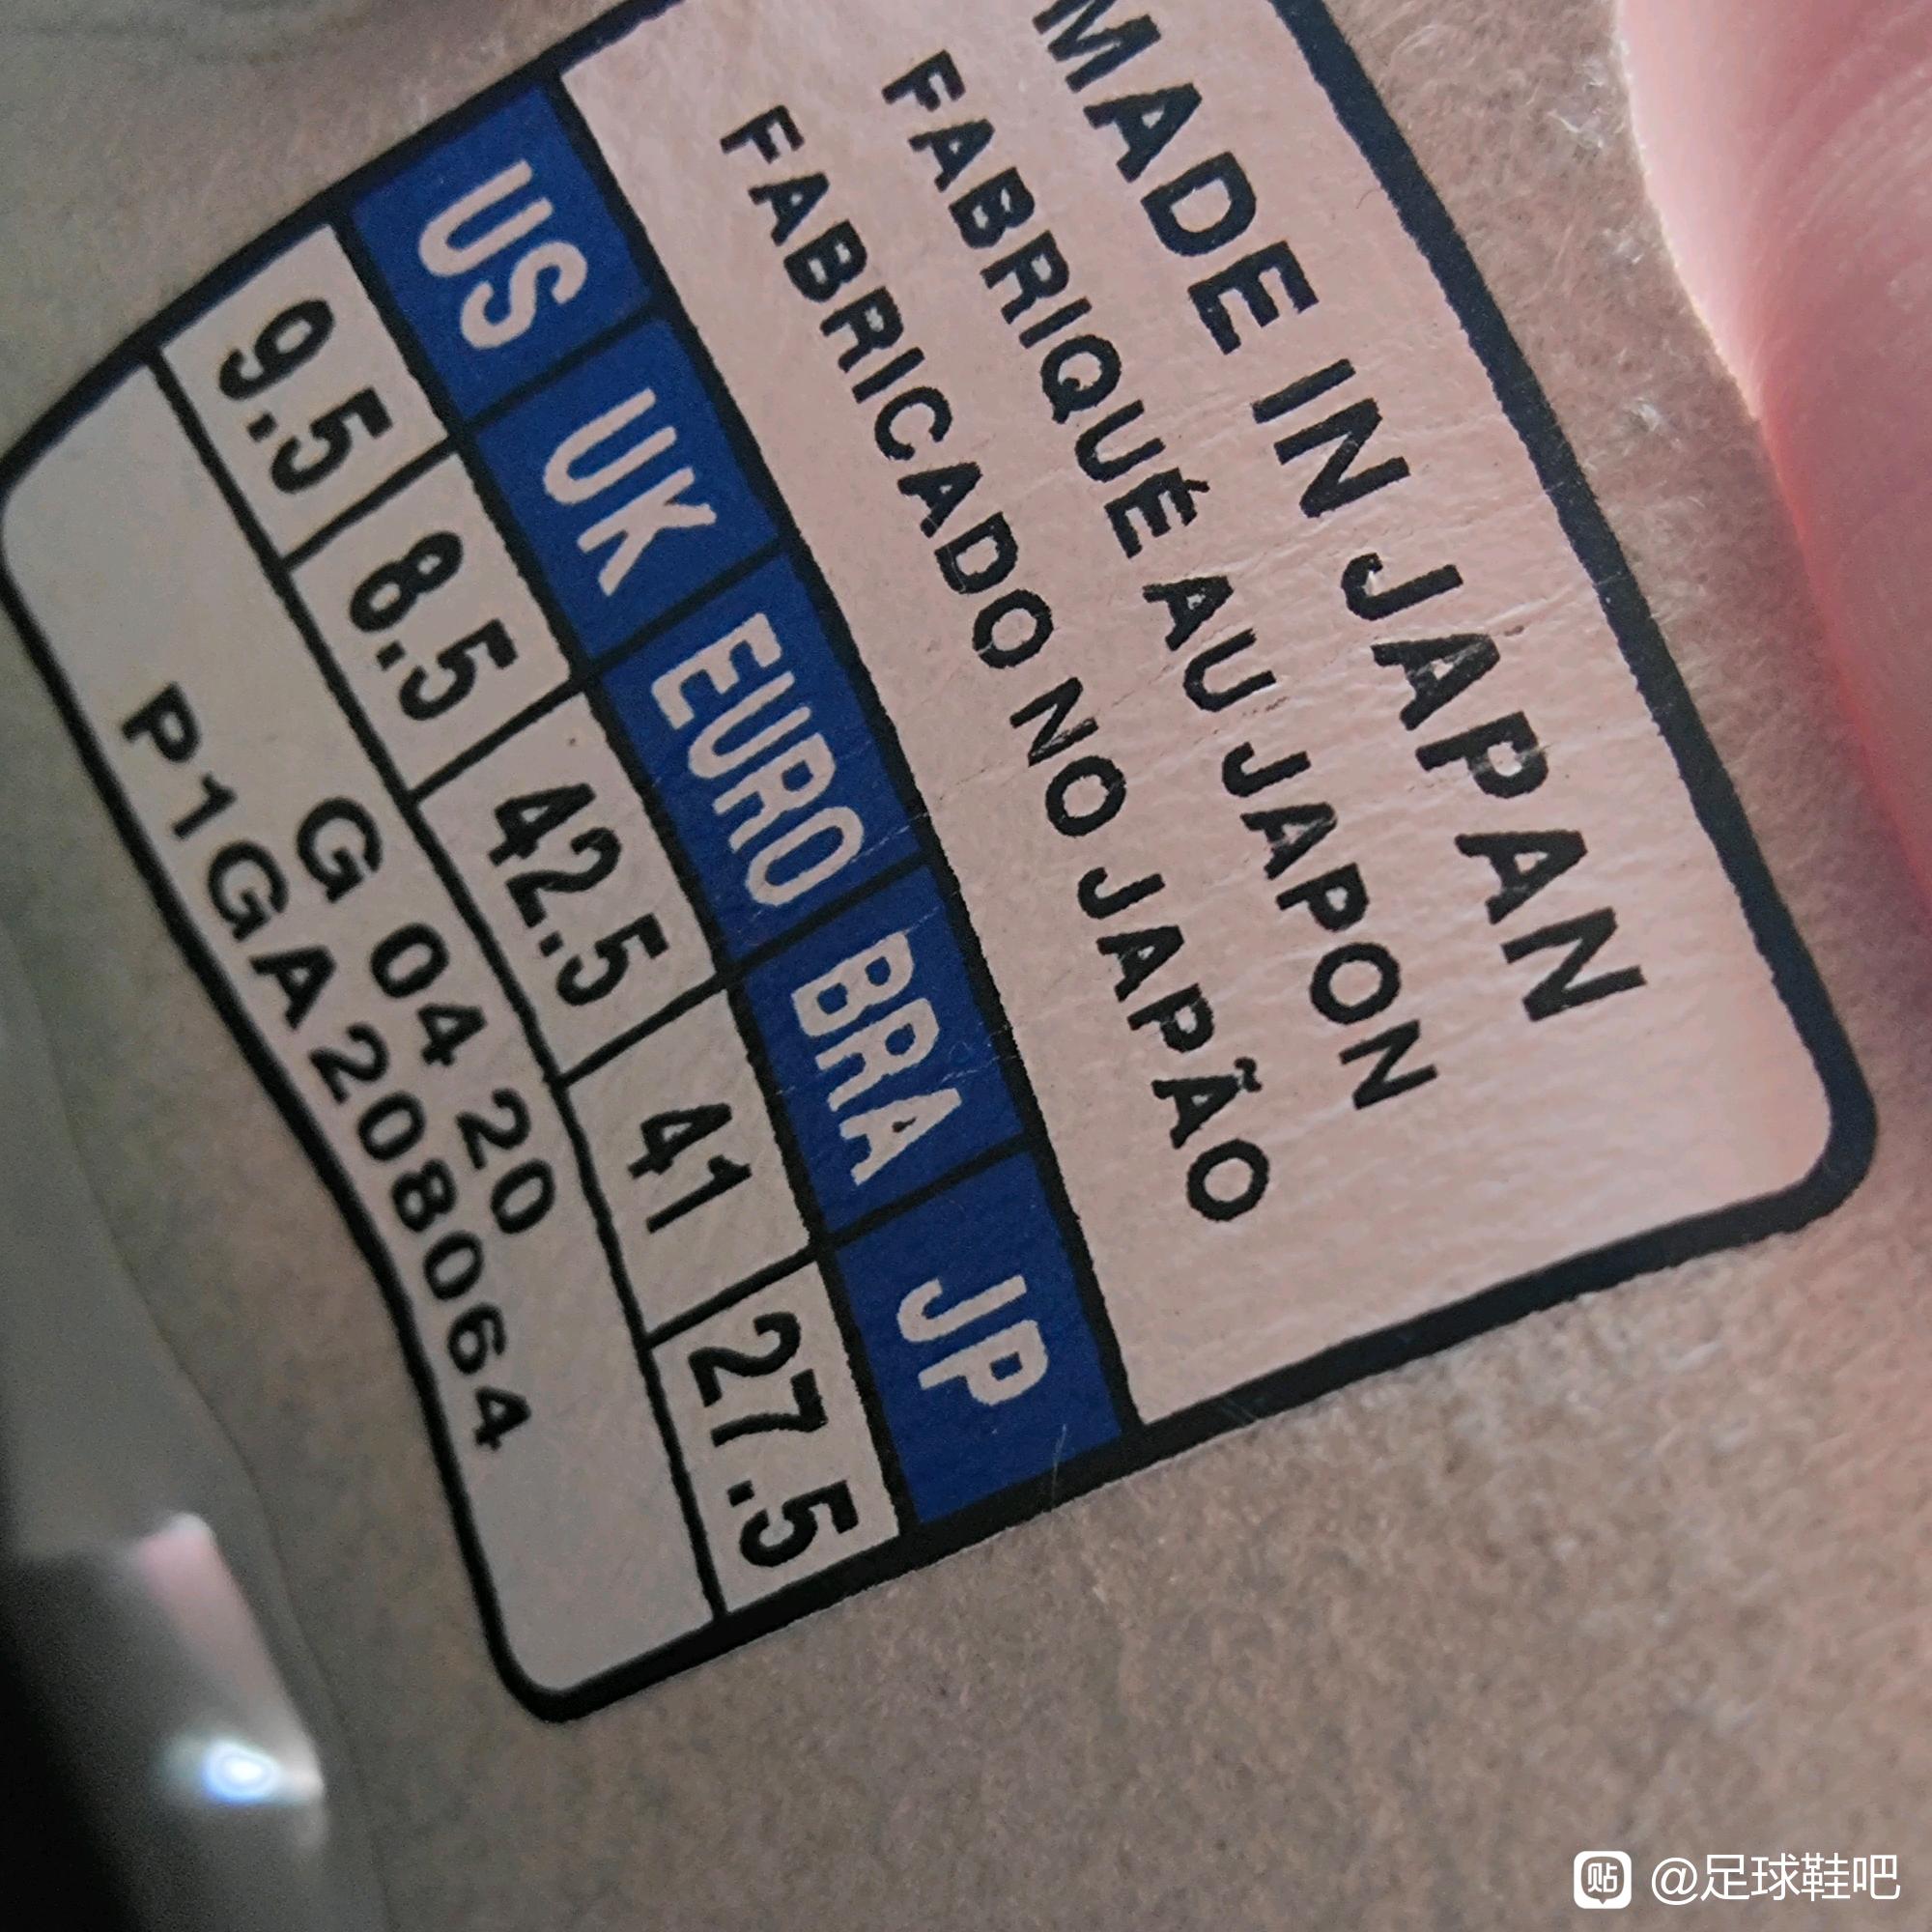 MADE IN JAPAN
FABRIQUÉ AU JAPON
FABRICADO NO JAPÃO
US UK EURO BRA JP
9.5 8.5 42.5 41 27.5
G 04 20
P1GA208064
贴 @足球鞋吧